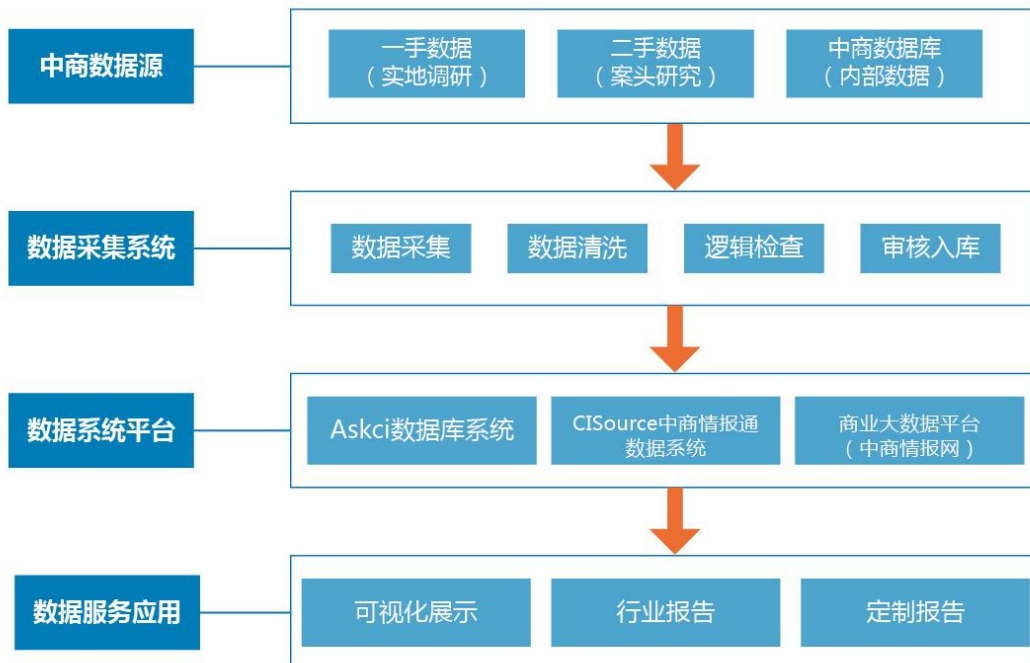 中商数据源
一手数据
（实地调研）
二手数据
（案头研究）
中商数据库
（内部数据）
数据采集系统
数据采集
数据清洗
逻辑检查
审核入库
数据系统平台
Askci数据库系统
CISource中商情报通
数据系统
商业大数据平台
（中商情报网）
数据服务应用
可视化展示
行业报告
定制报告